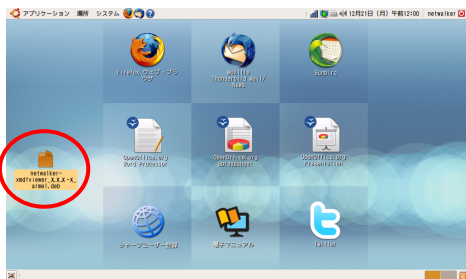 アプリケーション 場所 システム
12月21日 (月) 午前12:00 netwalker
Firefox ウェブ・ブラ
ウザ
Mozilla
Thunderbird Mail/
News
Sunbird
OpenOffice.org
Word Processor
OpenOffice.org
Spreadsheet
OpenOffice.org
Presentation
netwalker-
xmdfviewer_X.X.X-X_
armel.deb
シャープユーザー登録
電子マニュアル
Twitter